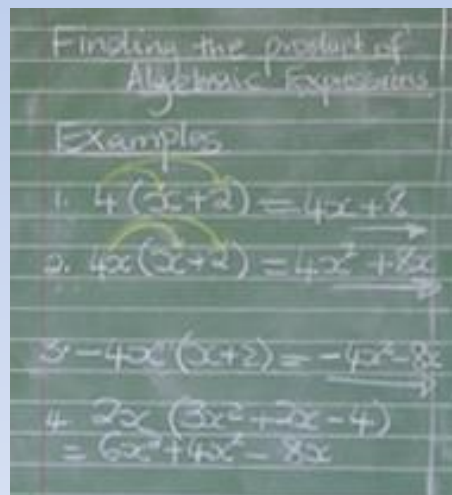 Finding the product of
Algebraic Expressions
Examples
1. 4(x+2) = 4x+8
2. 4x(x+2) = 4x² +8x
3. -4x(x+2) = -4x²-8x
4. 2x (3x²+2x-4)
= 6x³+4x²-8x